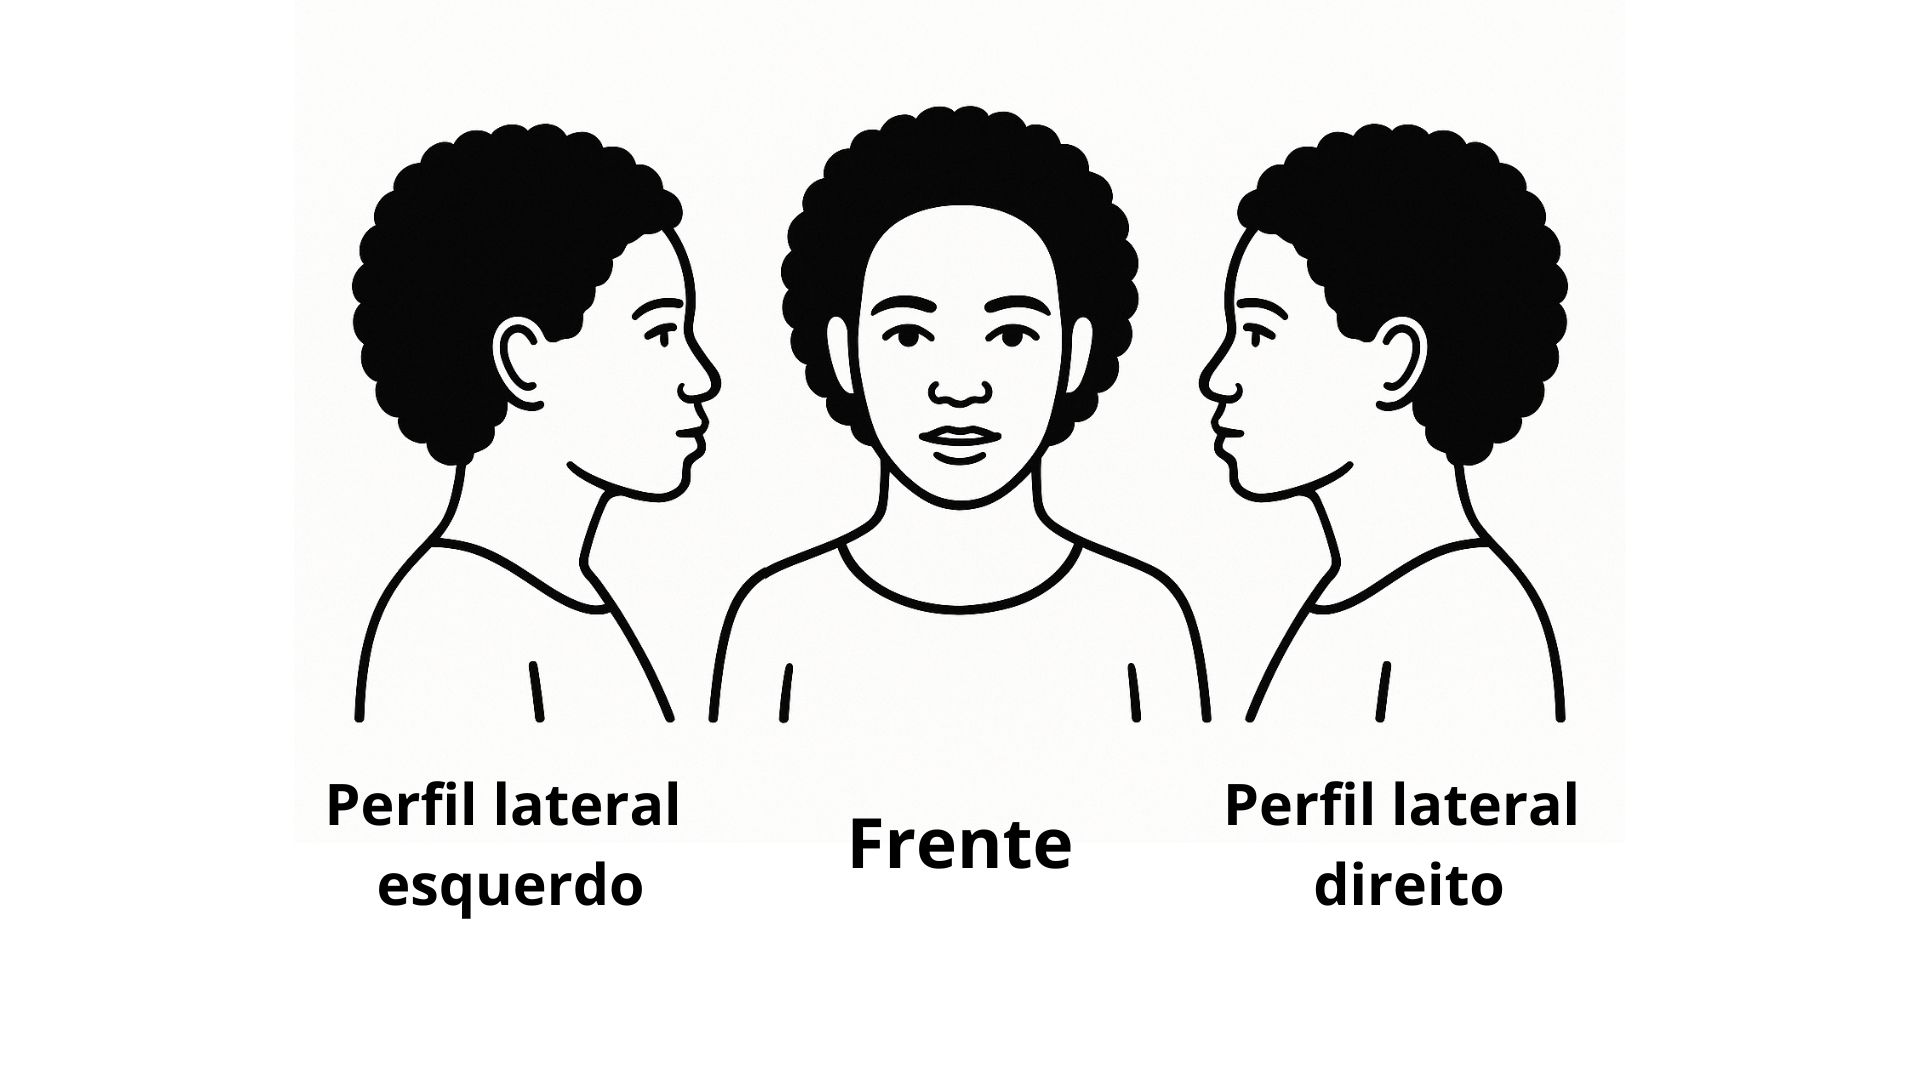 Perfil lateral
esquerdo
Frente
Perfil lateral
direito